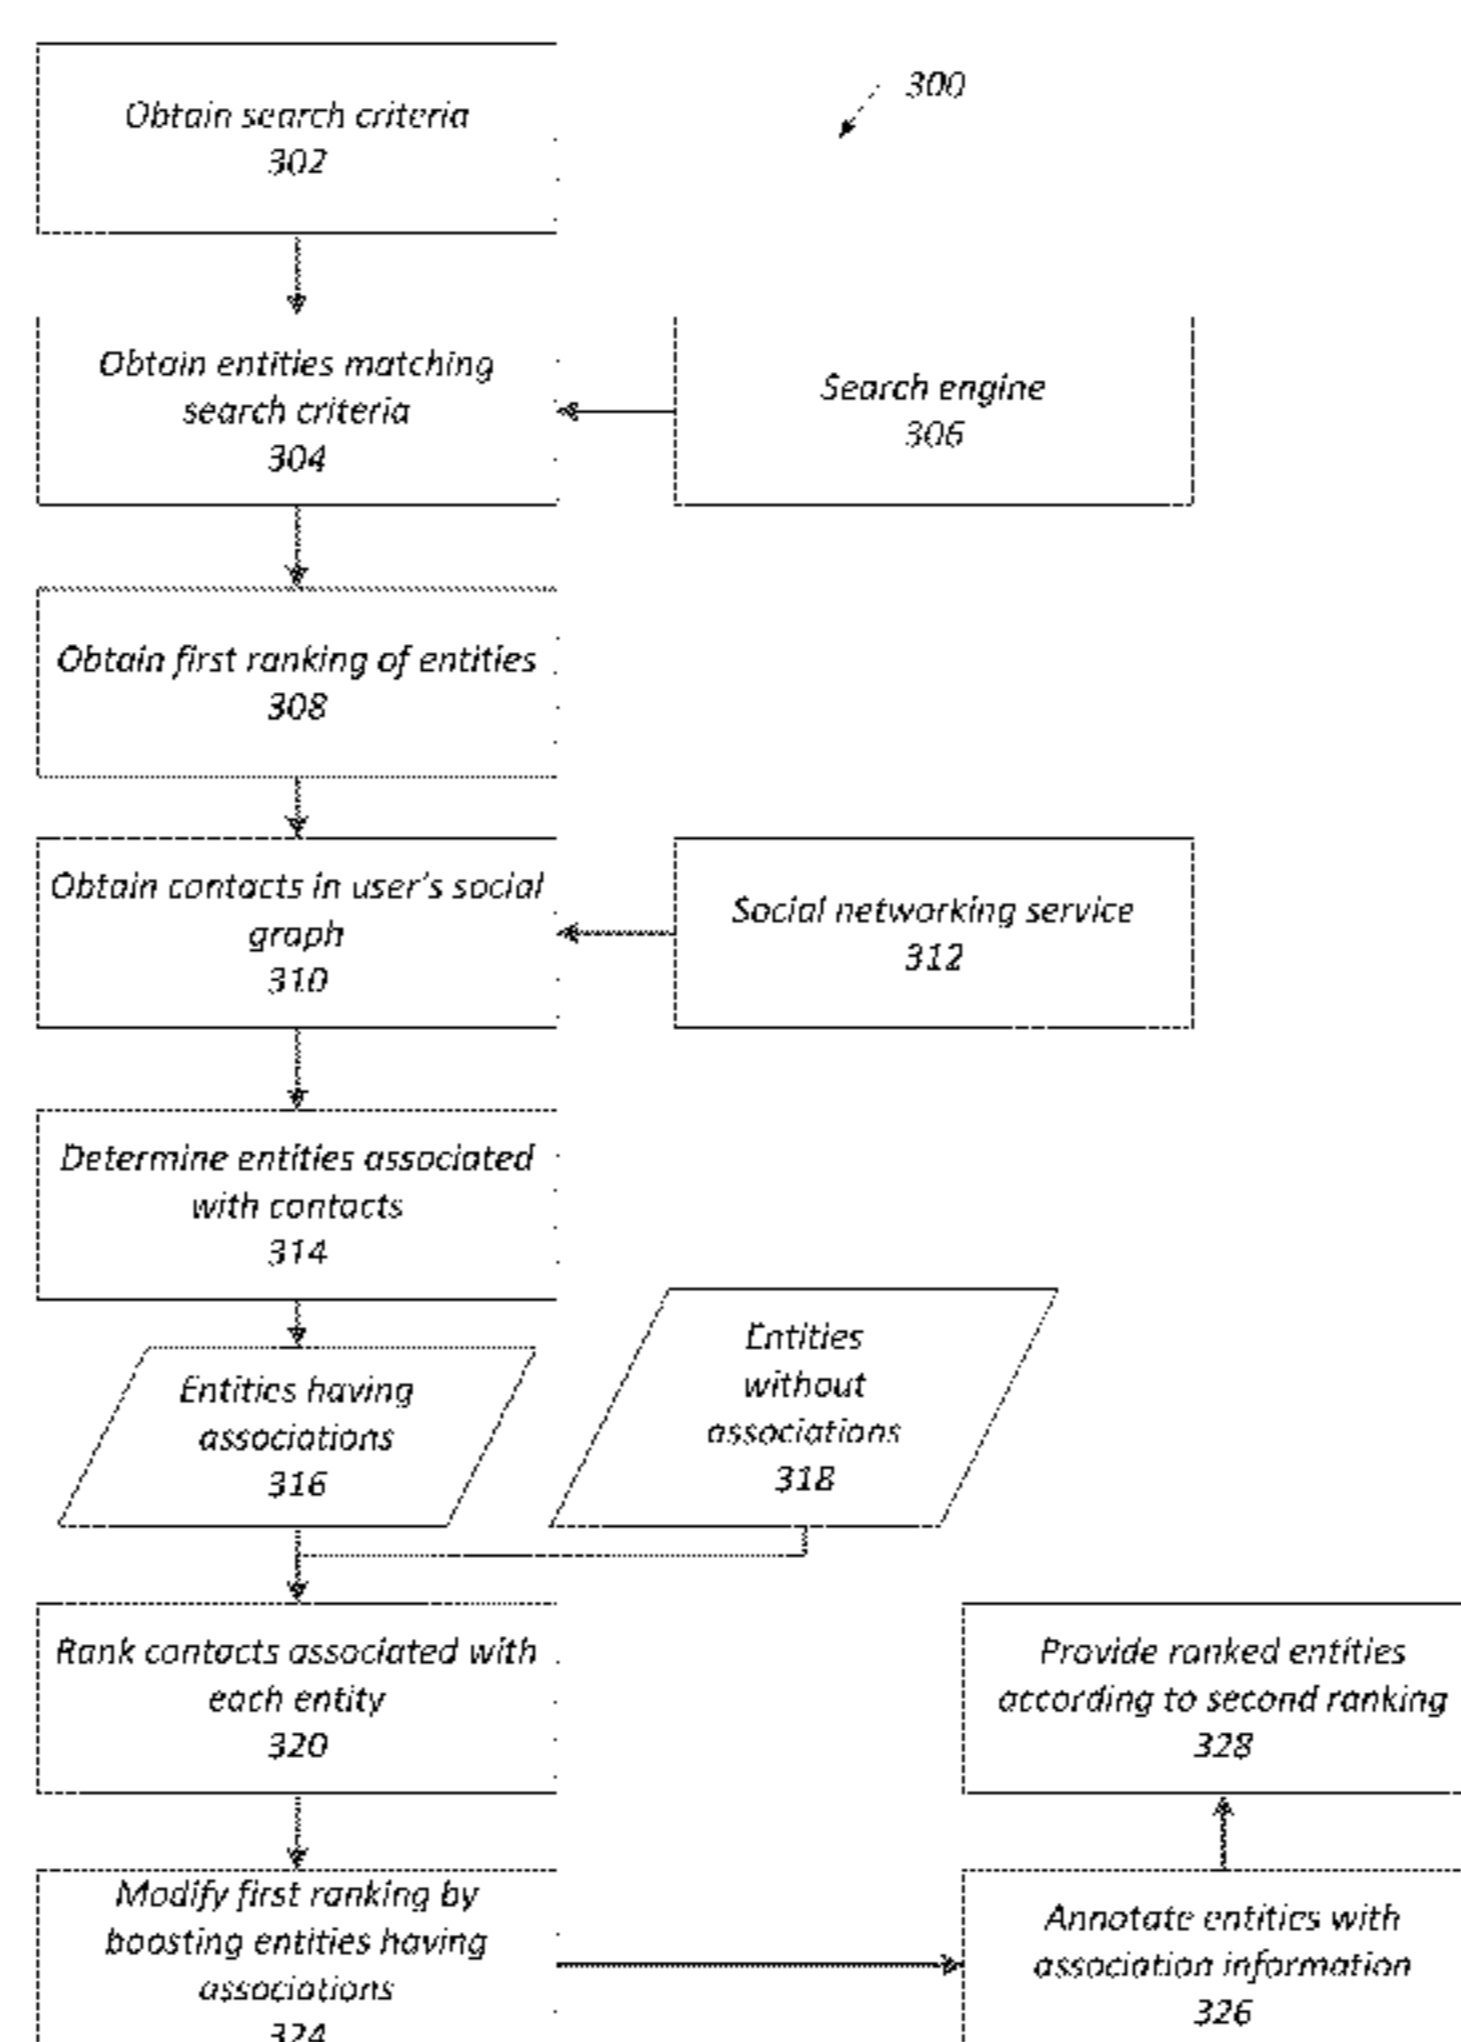 300
Obtain search criteria
302
Obtain entities matching
search criteria
304
Search engine
306
Obtain first ranking of entities
308
Obtain contacts in user's social
graph
310
Social networking service
312
Determine entities associated
with contacts
314
Entities having
associations
316
Entities
without
associations
318
Rank contacts associated with
each entity
320
Modify first ranking by
boosting entities having
associations
324
Annotate entities with
association information
326
Provide ranked entities
according to second ranking
328